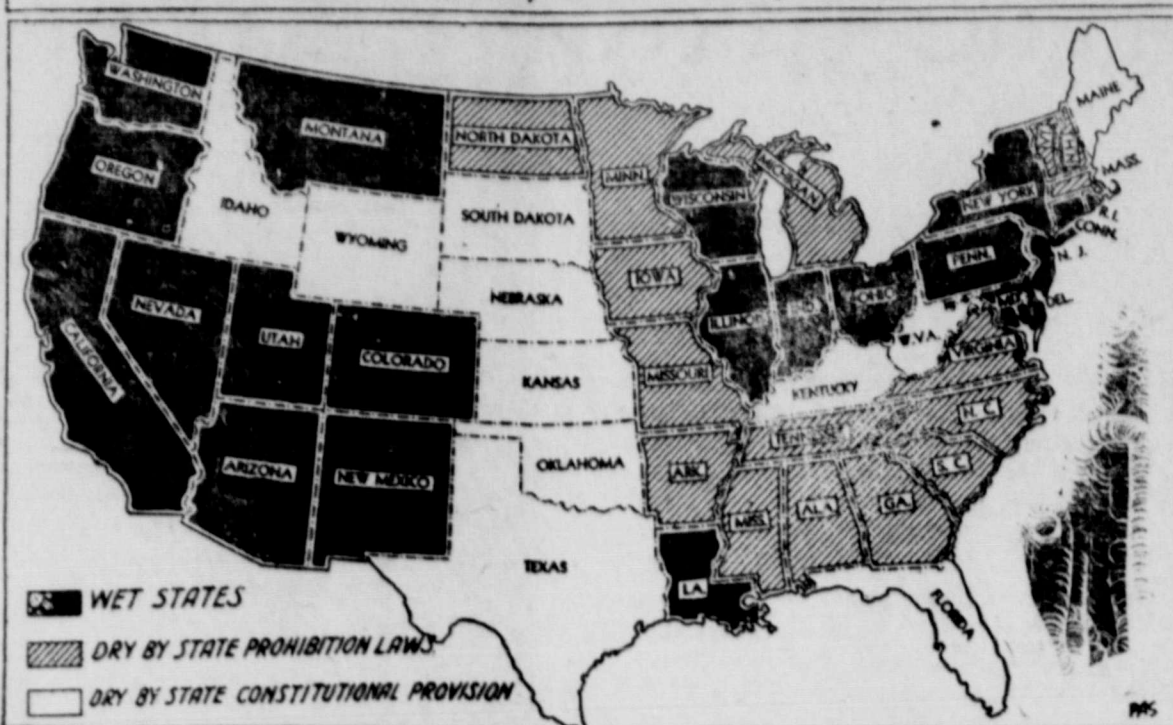 WASHINGTON
MONTANA
NORTH DAKOTA
MINN.
MICHIGAN
MAINE
OREGON
IDAHO
WYOMING
SOUTH DAKOTA
WISCONSIN
NEW YORK
MASS.
R.I.
CONN.
N. J.
PENN.
DEL.
IOWA
NEBRASKA
NEVADA
UTAH
COLORADO
CALIFORNIA
ILLINOIS
OHIO
W.VA.
VIRGINIA
KANSAS
MISSOURI
KENTUCKY
N. C.
ARIZONA
NEW MEXICO
OKLAHOMA
ARK.
S. C.
MISS.
ALA.
GA.
TEXAS
LA.
FLORIDA
WET STATES
DRY BY STATE PROHIBITION LAWS
DRY BY STATE CONSTITUTIONAL PROVISION
PAS